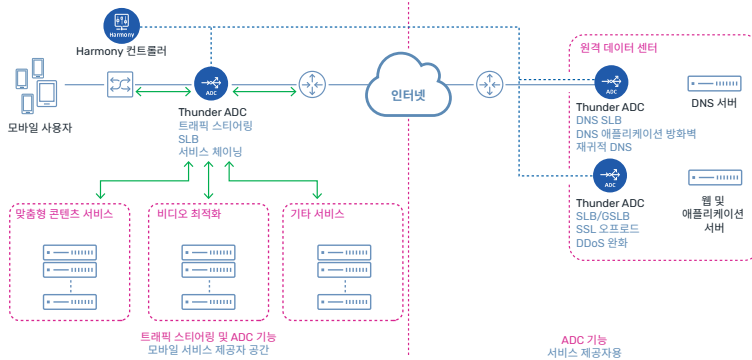 Harmony
Harmony 컨트롤러
모바일 사용자
ADC
Thunder ADC
트래픽 스티어링
SLB
서비스 체이닝
인터넷
원격 데이터 센터
ADC
Thunder ADC
DNS SLB
DNS 애플리케이션 방화벽
재귀적 DNS
DNS 서버
ADC
Thunder ADC
SLB/GSLB
SSL 오프로드
DDoS 완화
웹 및
애플리케이션
서버
맞춤형 콘텐츠 서비스
비디오 최적화
기타 서비스
트래픽 스티어링 및 ADC 기능
모바일 서비스 제공자 공간
ADC 기능
서비스 제공자용